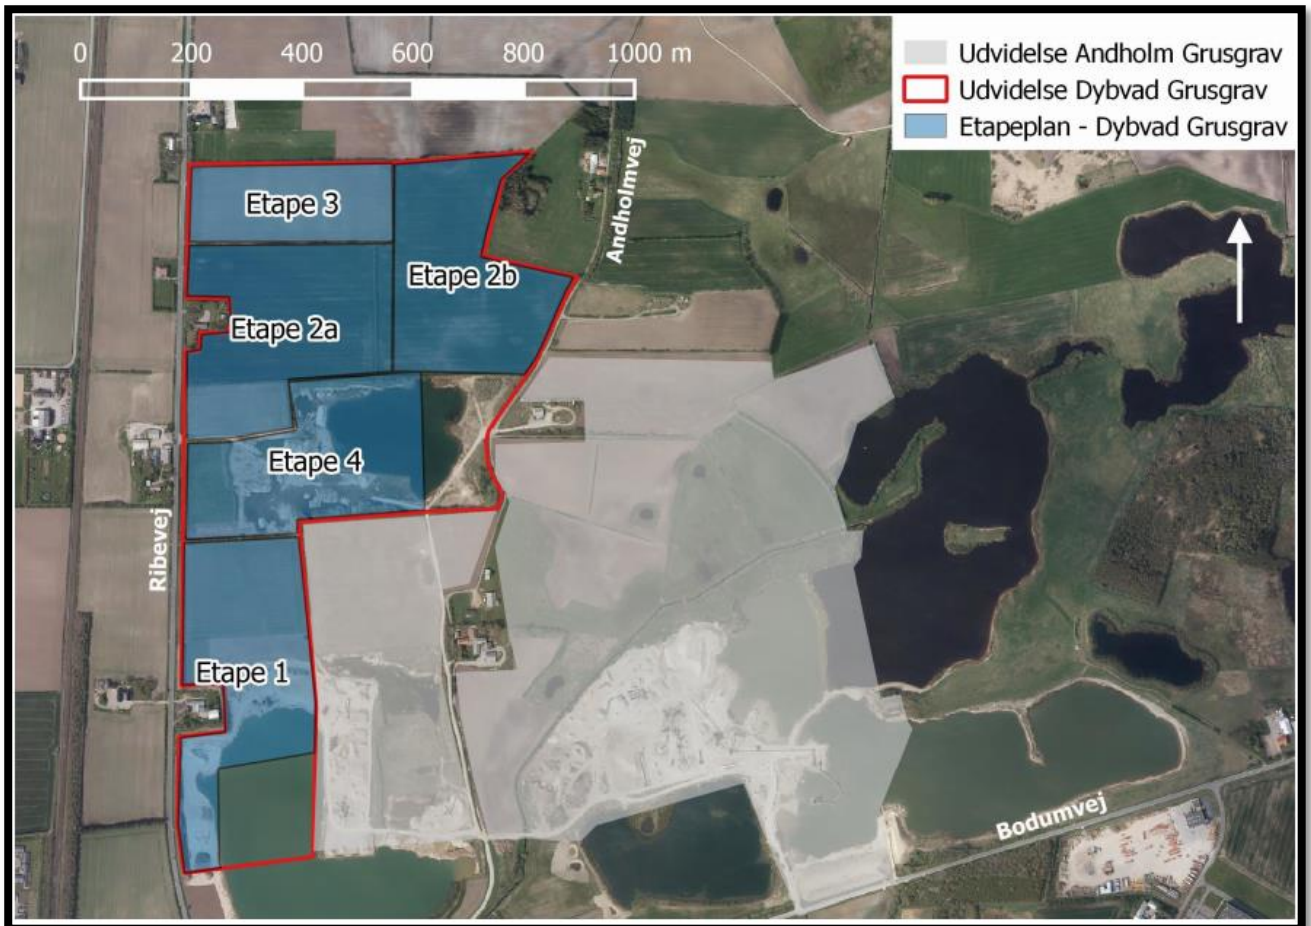 0 200 400 600 800 1000 m
Udvidelse Andholm Grusgrav
Udvidelse Dybvad Grusgrav
Etapeplan - Dybvad Grusgrav
Andholmvej
Etape 3
Etape 2b
Etape 2a
Etape 4
Ribevej
Etape 1
Bodumvej